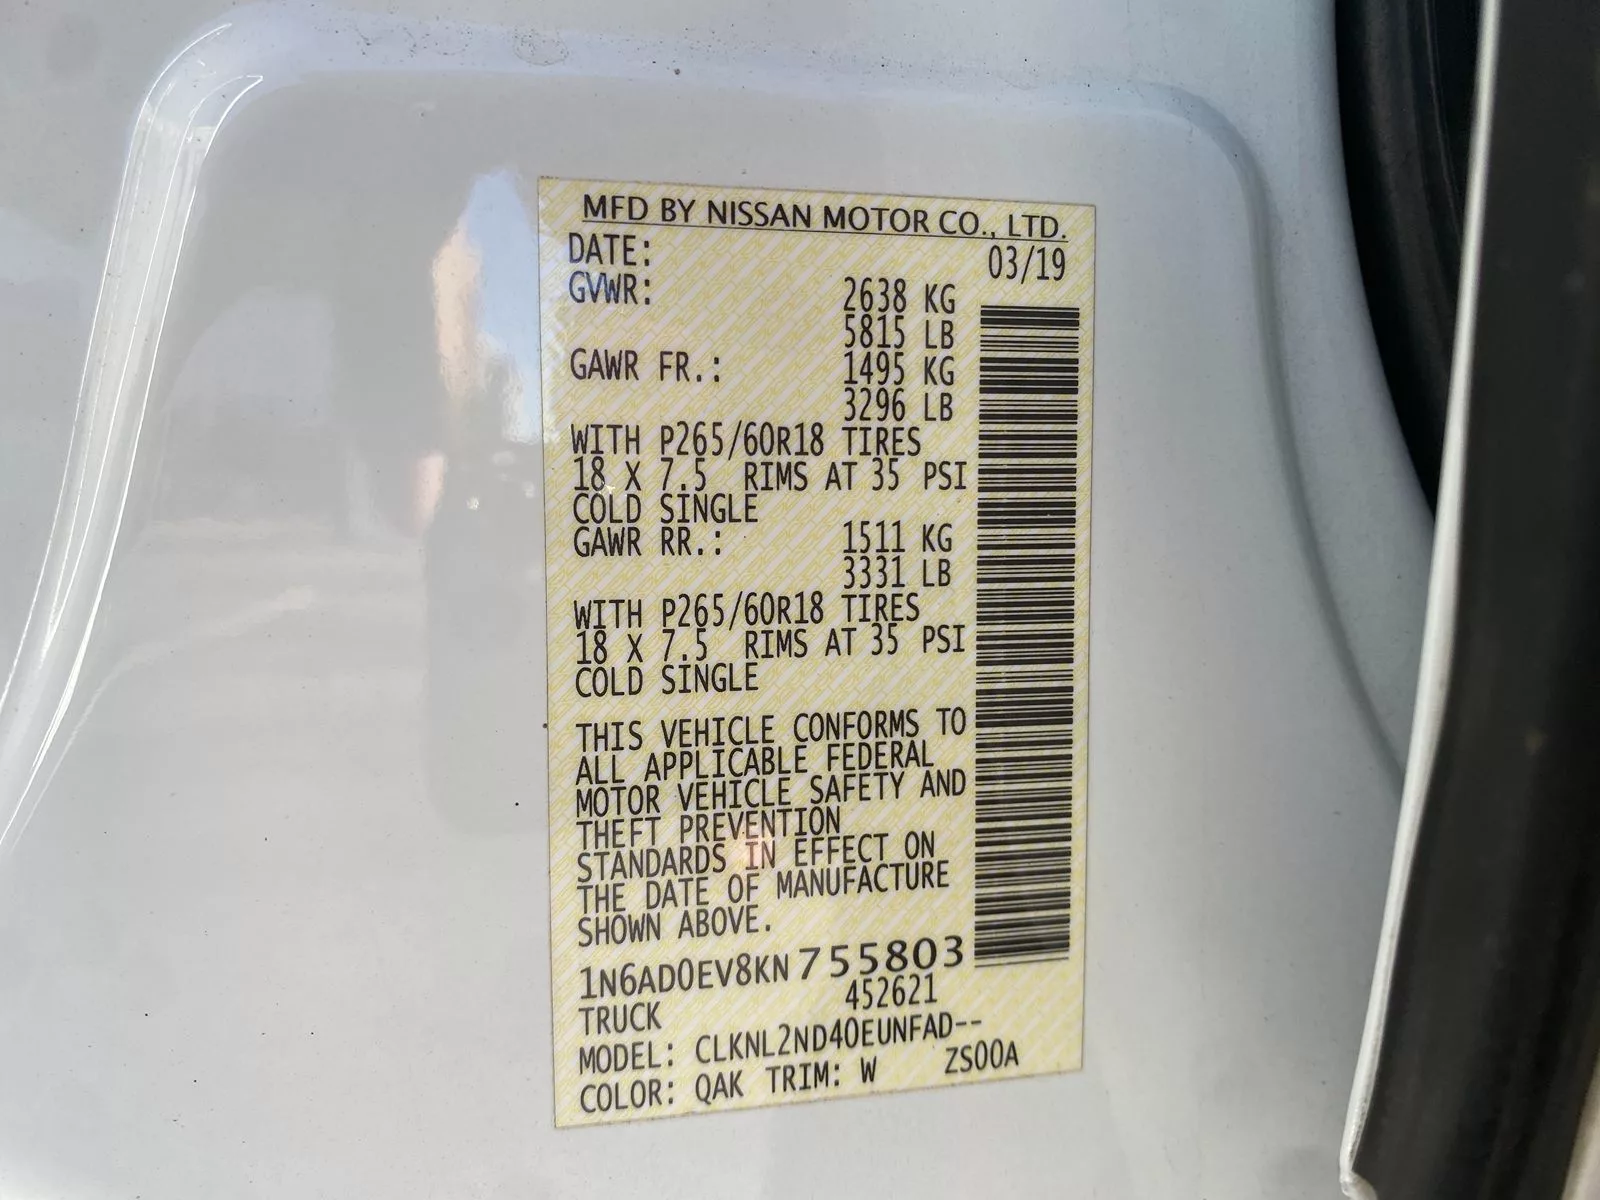 MFD BY NISSAN MOTOR CO., LTD.
DATE: 03/19
GVWR: 2638 KG
5815 LB
GAWR FR.: 1495 KG
3296 LB
WITH P265/60R18 TIRES
18 X 7.5 RIMS AT 35 PSI
COLD SINGLE
GAWR RR.: 1511 KG
3331 LB
WITH P265/60R18 TIRES
18 X 7.5 RIMS AT 35 PSI
COLD SINGLE
THIS VEHICLE CONFORMS TO
ALL APPLICABLE FEDERAL
MOTOR VEHICLE SAFETY AND
THEFT PREVENTION
STANDARDS IN EFFECT ON
THE DATE OF MANUFACTURE
SHOWN ABOVE.
1N6AD0EV8KN755803
TRUCK 452621
MODEL: CLKNL2ND40EUNFAD--
COLOR: QAK TRIM: W ZS00A